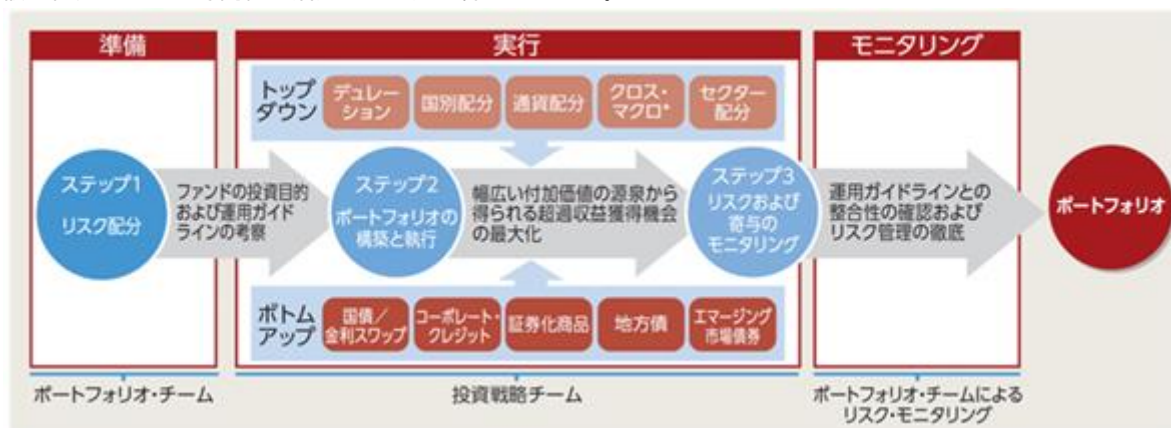 準備
実行
モニタリング
トップ
ダウン
デュレー
ション
国別配分
通貨配分
クロス・
マクロ*
セクター
配分
ステップ1
リスク配分
ファンドの投資目的
および運用ガイド
ラインの考察
ステップ2
ポートフォリオの
構築と執行
幅広い付加価値の源泉から
得られる超過収益獲得機会
の最大化
ステップ3
リスクおよび
寄与の
モニタリング
運用ガイドラインとの
整合性の確認および
リスク管理の徹底
ポートフォリオ
ボトム
アップ
国債／
金利スワップ
コーポレート・
クレジット
証券化商品
地方債
エマージング
市場債券
ポートフォリオ・チーム
投資戦略チーム
ポートフォリオ・チームによる
リスク・モニタリング